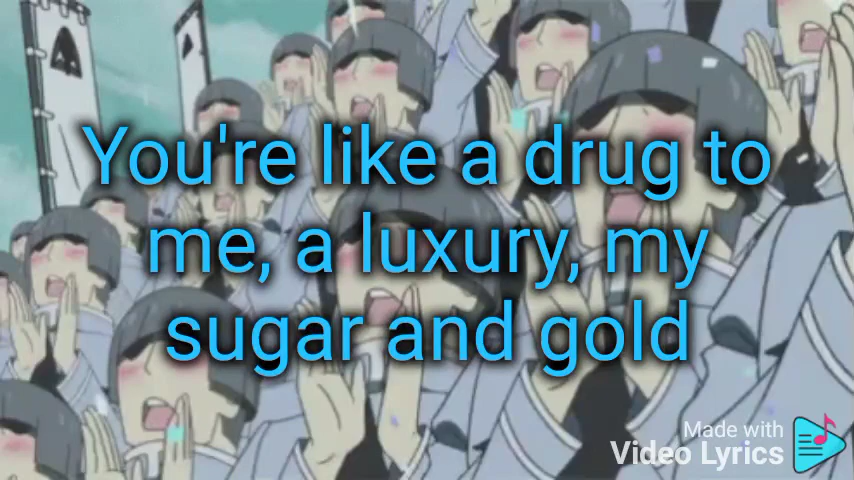 You're like a drug to
me, a luxury, my
sugar and gold
Made with
Video Lyrics